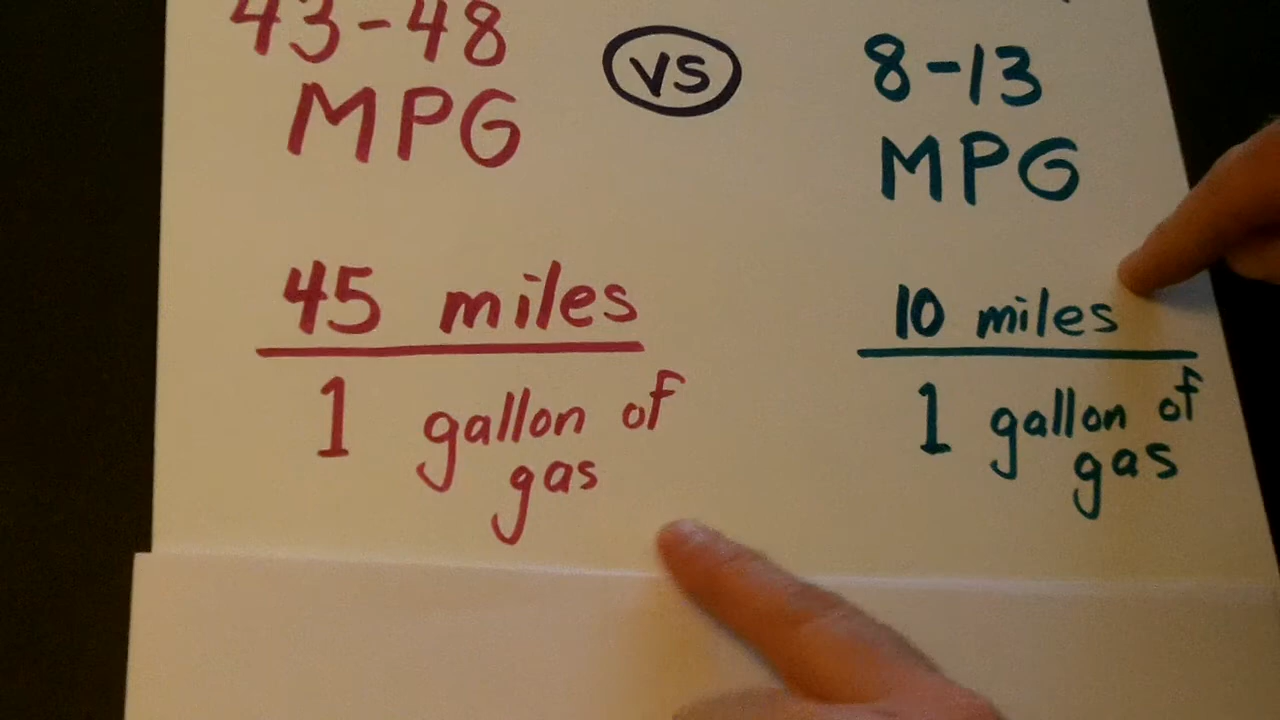 43-48
MPG
VS
8-13
MPG
45 miles
1 gallon of
gas
10 miles
1 gallon of
gas